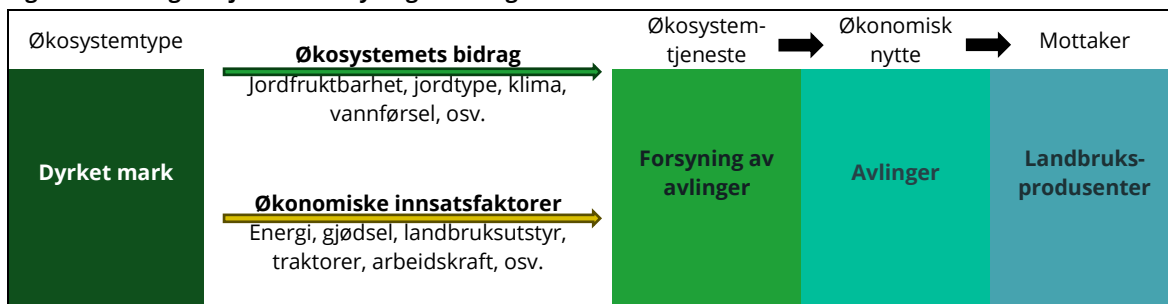 Økosystemtype
Dyrket mark
Økosystemets bidrag
Jordfruktbarhet, jordtype, klima,
vannførsel, osv.
Økonomiske innsatsfaktorer
Energi, gjødsel, landbruksutstyr,
traktorer, arbeidskraft, osv.
Økosystem-
tjeneste
Forsyning av
avlinger
Økonomisk
nytte
Avlinger
Mottaker
Landbruks-
produsenter